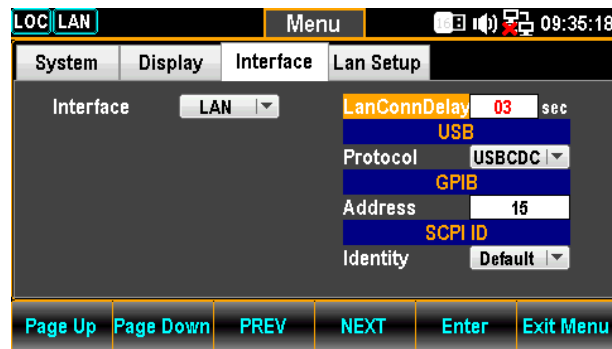 LOC LAN Menu 09:35:18
System Display Interface Lan Setup
Interface LAN LanConnDelay 03 sec
USB
Protocol USBCDC
GPIB
Address 15
SCPI ID
Identity Default
Page Up Page Down PREV NEXT Enter Exit Menu